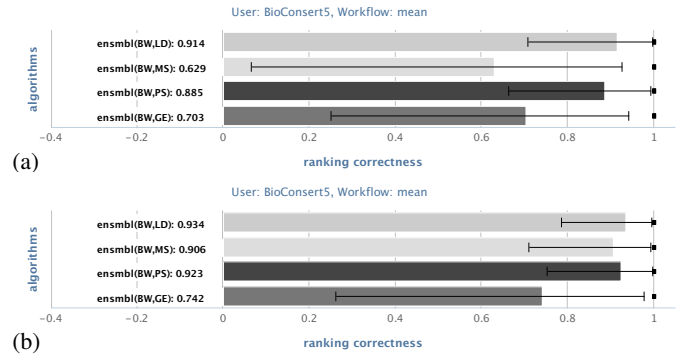 User: BioConsert5, Workflow: mean
algorithms
ensmbl(BW,LD): 0.914
ensmbl(BW,MS): 0.629
ensmbl(BW,PS): 0.885
ensmbl(BW,GE): 0.703
−0.4 −0.2 0 0.2 0.4 0.6 0.8 1
ranking correctness
(a)
User: BioConsert5, Workflow: mean
algorithms
ensmbl(BW,LD): 0.934
ensmbl(BW,MS): 0.906
ensmbl(BW,PS): 0.923
ensmbl(BW,GE): 0.742
−0.4 −0.2 0 0.2 0.4 0.6 0.8 1
ranking correctness
(b)